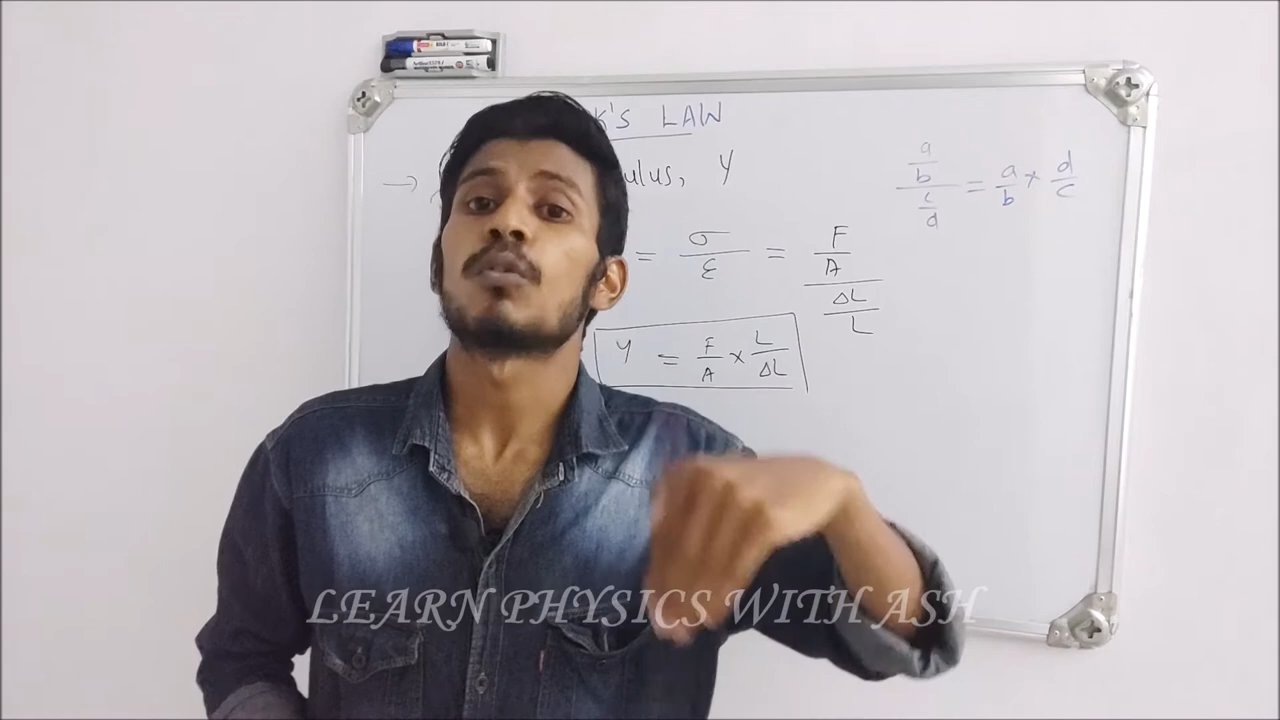 K'S LAW
→ ulus, Y
= σ/ε = (F/A)/(ΔL/L)
Y = F/A × L/ΔL
(a/b)/(c/d) = a/b × d/c
LEARN PHYSICS WITH ASH